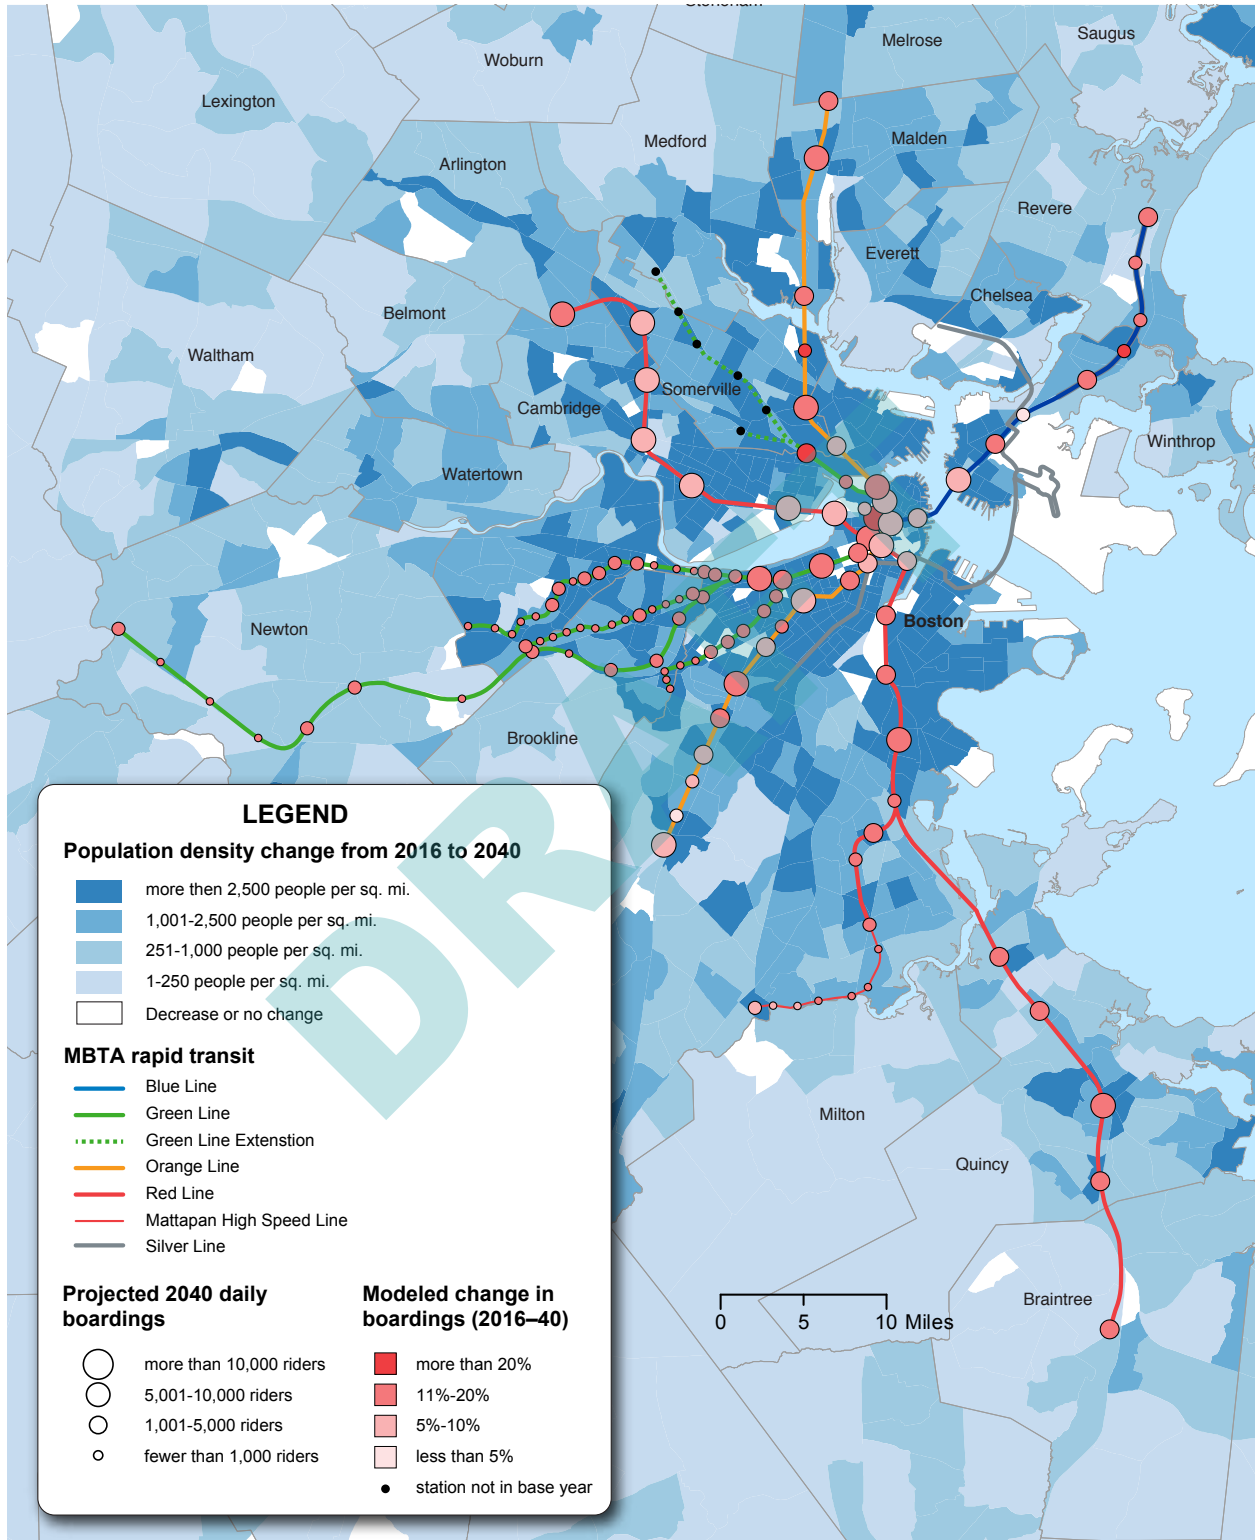 Stoneham
Melrose
Saugus
Woburn
Lexington
Medford
Malden
Arlington
Revere
Everett
Chelsea
Belmont
Waltham
Somerville
Cambridge
Winthrop
Watertown
Boston
Newton
Brookline
Milton
Quincy
Braintree
0 5 10 Miles
DR
LEGEND
Population density change from 2016 to 2040
more then 2,500 people per sq. mi.
1,001-2,500 people per sq. mi.
251-1,000 people per sq. mi.
1-250 people per sq. mi.
Decrease or no change
MBTA rapid transit
Blue Line
Green Line
Green Line Extenstion
Orange Line
Red Line
Mattapan High Speed Line
Silver Line
Projected 2040 daily
boardings
more than 10,000 riders
5,001-10,000 riders
1,001-5,000 riders
fewer than 1,000 riders
Modeled change in
boardings (2016–40)
more than 20%
11%-20%
5%-10%
less than 5%
station not in base year